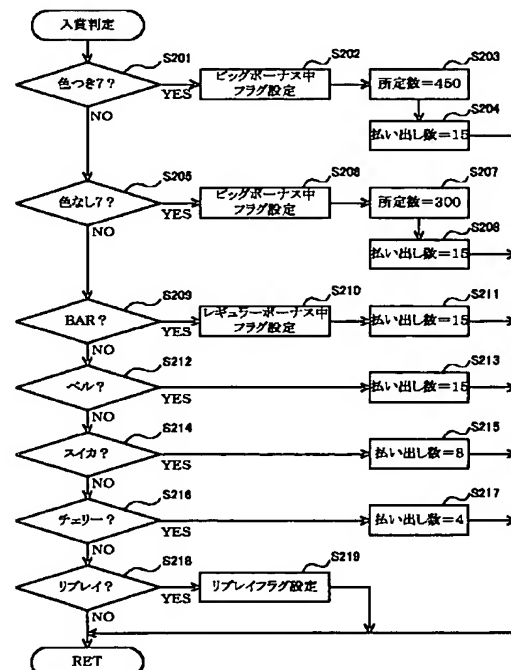 入賞判定
S201
色つき7?
YES
NO
S202
ビッグボーナス中
フラグ設定
S203
所定数=450
S204
払い出し数=15
S205
色なし7?
YES
NO
S206
ビッグボーナス中
フラグ設定
S207
所定数=300
S208
払い出し数=15
S209
BAR?
YES
NO
S210
レギュラーボーナス中
フラグ設定
S211
払い出し数=15
S212
ベル?
YES
NO
S213
払い出し数=15
S214
スイカ?
YES
NO
S215
払い出し数=8
S216
チェリー?
YES
NO
S217
払い出し数=4
S218
リプレイ?
YES
NO
S219
リプレイフラグ設定
RET